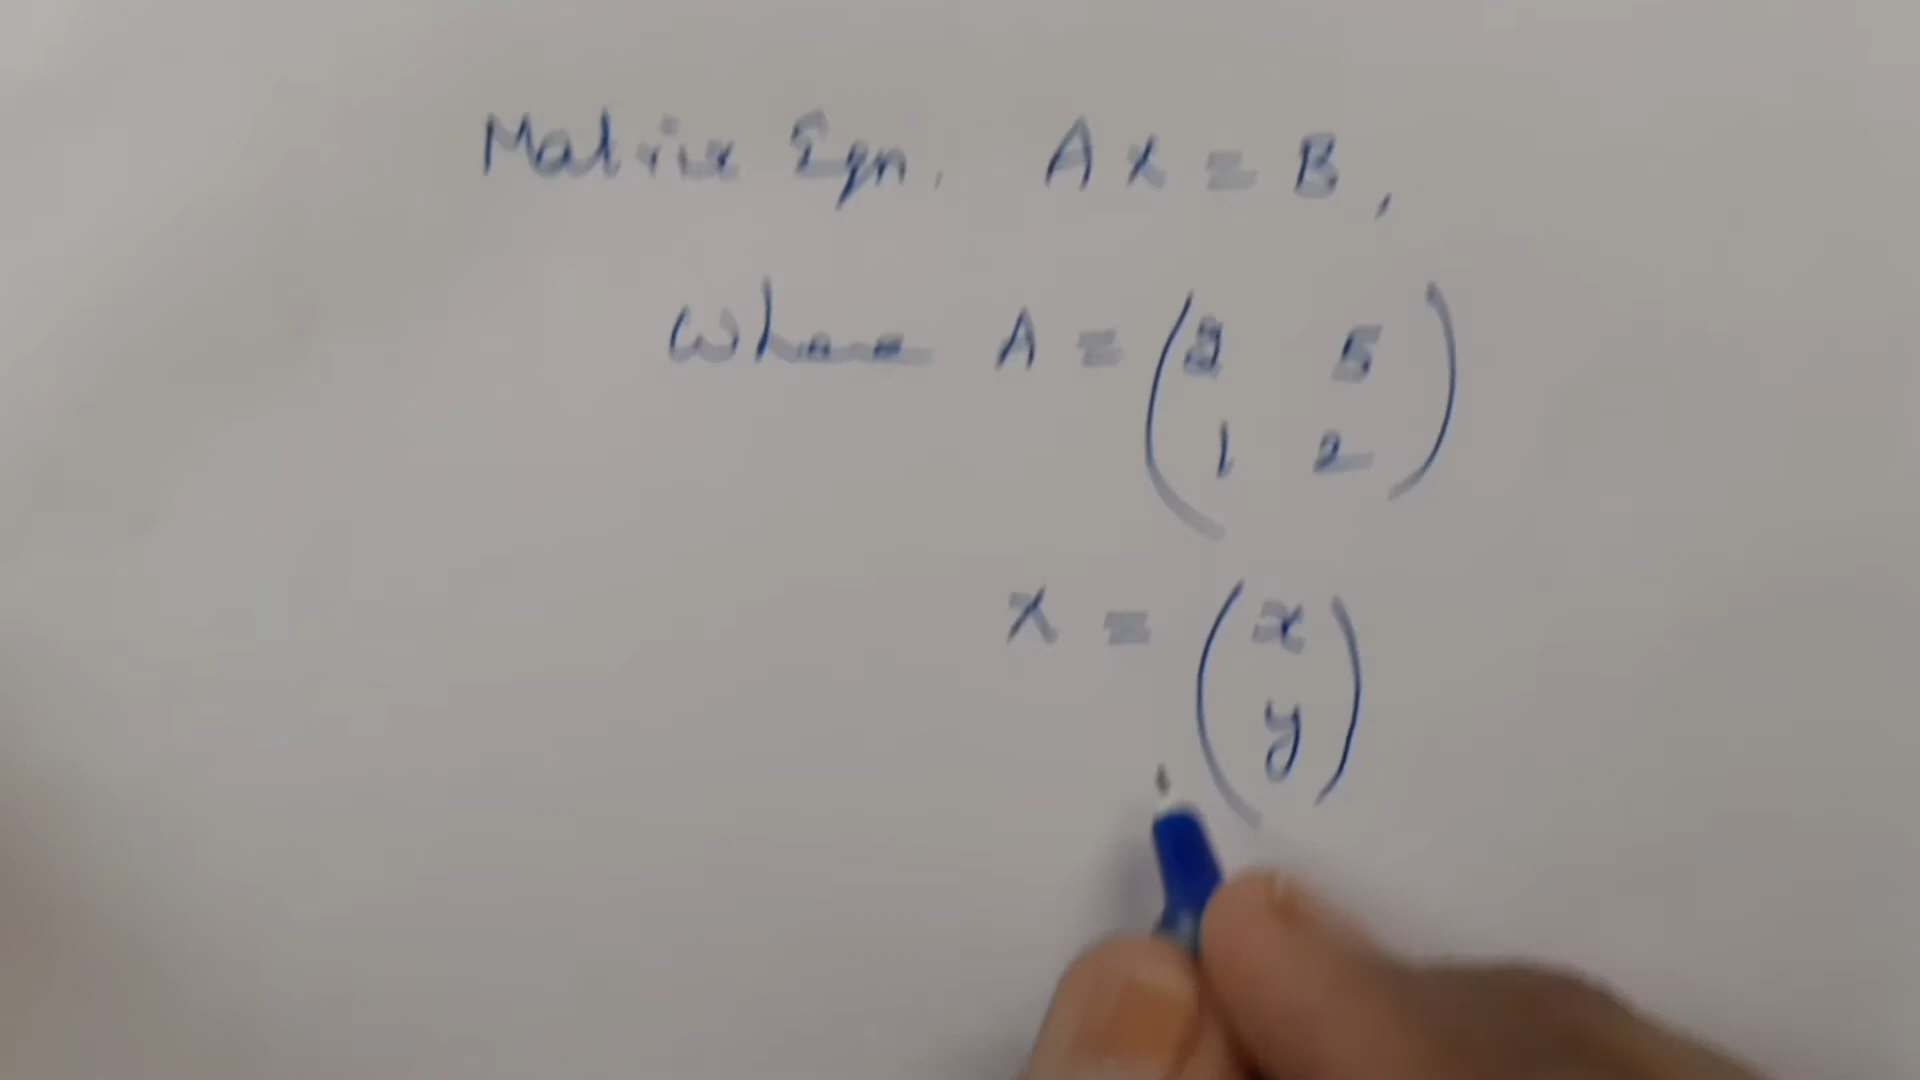 Matrix Eqn. AX = B,
Where A = (2 5
1 2)
X = (x
y)